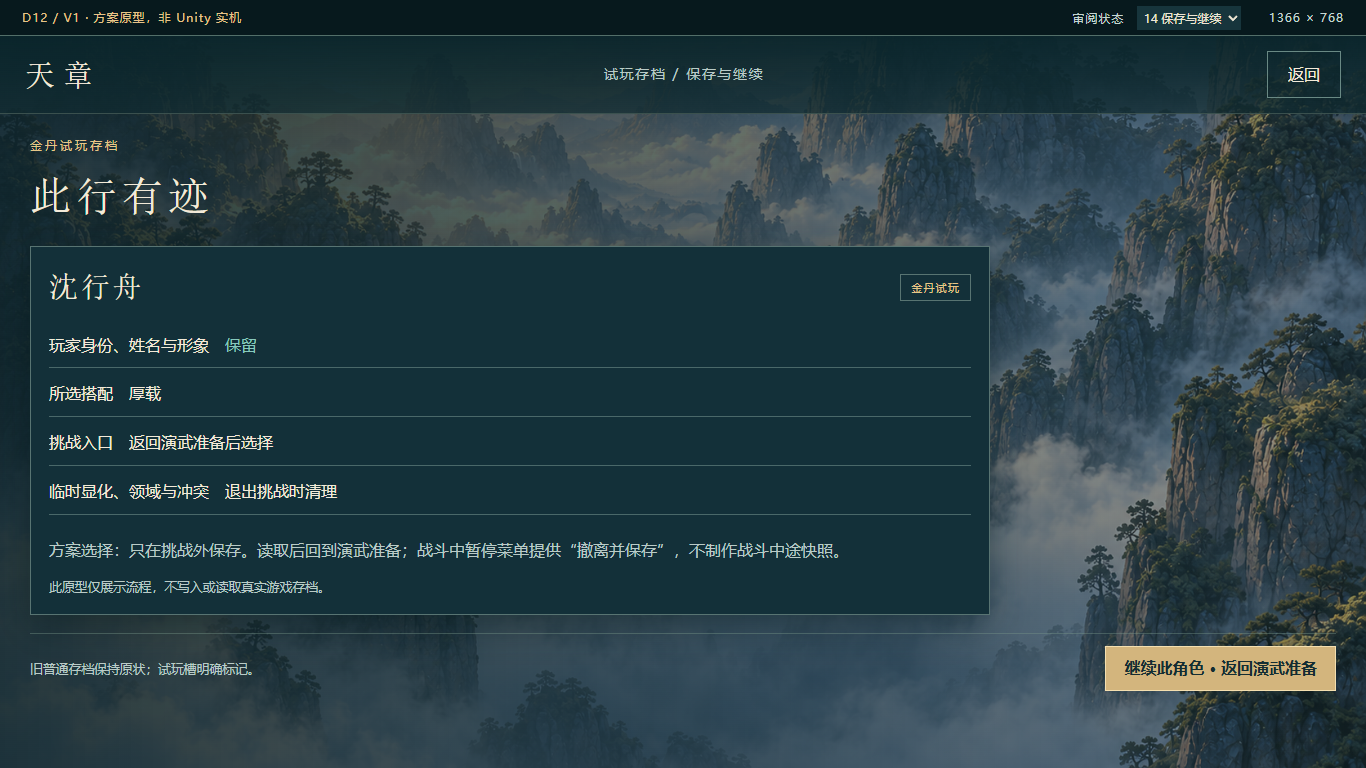 D12 / V1 · 方案原型，非 Unity 实机
审阅状态 14 保存与继续 1366 × 768
天章
试玩存档 / 保存与继续
返回
金丹试玩存档
此行有迹
沈行舟
金丹试玩
玩家身份、姓名与形象 保留
所选搭配 厚载
挑战入口 返回演武准备后选择
临时显化、领域与冲突 退出挑战时清理
方案选择：只在挑战外保存。读取后回到演武准备；战斗中暂停菜单提供“撤离并保存”，不制作战斗中途快照。
此原型仅展示流程，不写入或读取真实游戏存档。
旧普通存档保持原状；试玩槽明确标记。
继续此角色 • 返回演武准备